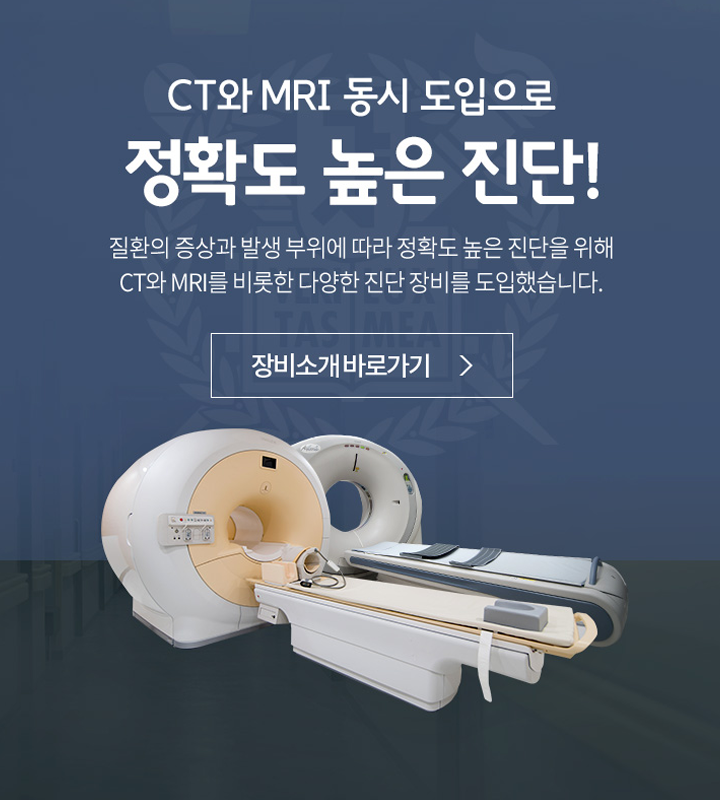 CT와 MRI 동시 도입으로
정확도 높은 진단!
질환의 증상과 발생 부위에 따라 정확도 높은 진단을 위해
CT와 MRI를 비롯한 다양한 진단 장비를 도입했습니다.
TAS MEA
장비소개 바로가기